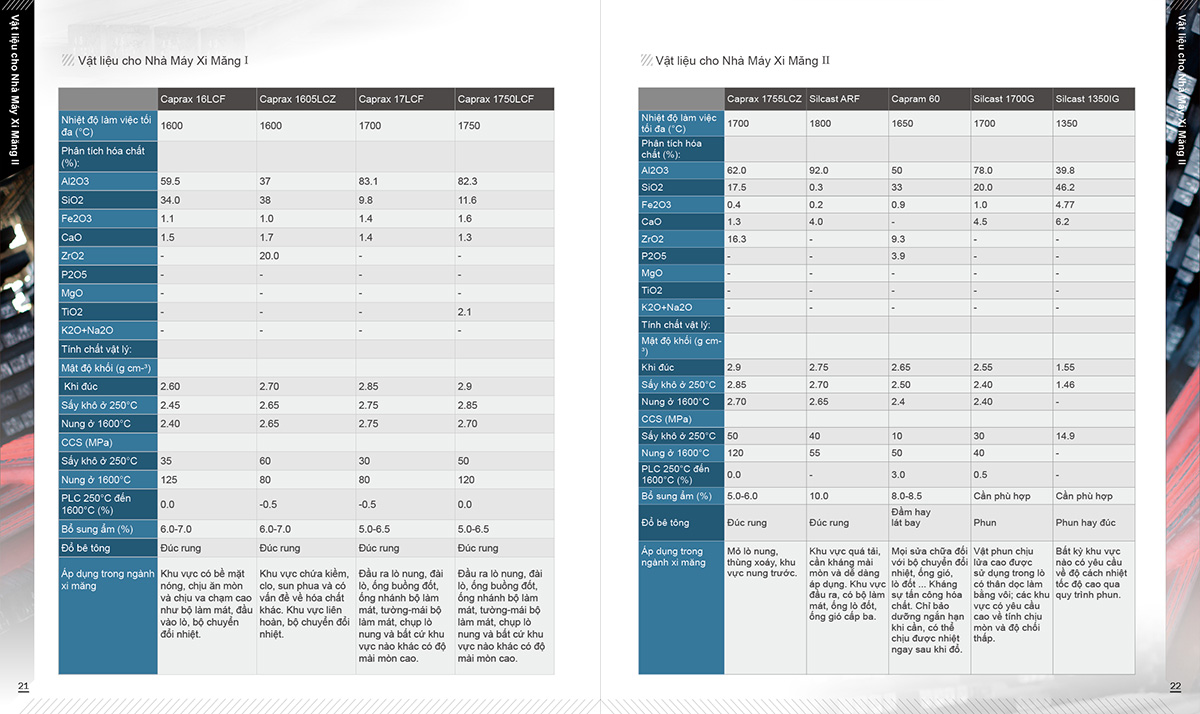 Vật liệu cho Nhà Máy Xi Măng II
Vật liệu cho Nhà Máy Xi Măng I
Caprax 16LCF Caprax 1605LCZ Caprax 17LCF Caprax 1750LCF
Nhiệt độ làm việc tối
đa (°C) 1600 1600 1700 1750
Phân tích hóa chất
(%):
Al2O3 59.5 37 83.1 82.3
SiO2 34.0 38 9.8 11.6
Fe2O3 1.1 1.0 1.4 1.6
CaO 1.5 1.7 1.4 1.3
ZrO2 - 20.0 - -
P2O5 - - - -
MgO - - - -
TiO2 - - - 2.1
K2O+Na2O - - - -
Tính chất vật lý:
Mật độ khối (g cm-³)
Khi đúc 2.60 2.70 2.85 2.9
Sấy khô ở 250°C 2.45 2.65 2.75 2.85
Nung ở 1600°C 2.40 2.65 2.75 2.70
CCS (MPa)
Sấy khô ở 250°C 35 60 30 50
Nung ở 1600°C 125 80 80 120
PLC 250°C đến
1600°C (%) 0.0 -0.5 -0.5 0.0
Bổ sung ẩm (%) 6.0-7.0 6.0-7.0 5.0-6.5 5.0-6.5
Đổ bê tông Đúc rung Đúc rung Đúc rung Đúc rung
Áp dụng trong ngành
xi măng
Khu vực có bề mặt
nóng, chịu ăn mòn
và chịu va chạm cao
như bộ làm mát, đầu
vào lò, bộ chuyển
đổi nhiệt.
Khu vực chứa kiềm,
clo, sun phua và có
vấn đề về hóa chất
khác. Khu vực liên
hoàn, bộ chuyển đổi
nhiệt.
Đầu ra lò nung, đài
lò, ống buồng đốt,
ống nhánh bộ làm
mát, tường-mái bộ
làm mát, chụp lò
nung và bất cứ khu
vực nào khác có độ
mài mòn cao.
Đầu ra lò nung, đài
lò, ống buồng đốt,
ống nhánh bộ làm
mát, tường-mái bộ
làm mát, chụp lò
nung và bất cứ khu
vực nào khác có độ
mài mòn cao.
21
Vật liệu cho Nhà Máy Xi Măng II
Caprax 1755LCZ Silcast ARF Capram 60 Silcast 1700G Silcast 1350IG
Nhiệt độ làm việc
tối đa (°C) 1700 1800 1650 1700 1350
Phân tích hóa
chất (%):
Al2O3 62.0 92.0 50 78.0 39.8
SiO2 17.5 0.3 33 20.0 46.2
Fe2O3 0.4 0.2 0.9 1.0 4.77
CaO 1.3 4.0 - 4.5 6.2
ZrO2 16.3 - 9.3 - -
P2O5 - - 3.9 - -
MgO - - - - -
TiO2 - - - - -
K2O+Na2O - - - - -
Tính chất vật lý:
Mật độ khối (g cm-
³)
Khi đúc 2.9 2.75 2.65 2.55 1.55
Sấy khô ở 250°C 2.85 2.70 2.50 2.40 1.46
Nung ở 1600°C 2.70 2.65 2.4 2.40 -
CCS (MPa)
Sấy khô ở 250°C 50 40 10 30 14.9
Nung ở 1600°C 120 55 50 40 -
PLC 250°C đến
1600°C (%) 0.0 - 3.0 0.5 -
Bổ sung ẩm (%) 5.0-6.0 10.0 8.0-8.5 Cần phù hợp Cần phù hợp
Đổ bê tông Đúc rung Đúc rung Đầm hay
lát bay Phun Phun hay đúc
Áp dụng trong
ngành xi măng
Mỏ lò nung,
thùng xoáy, khu
vực nung trước.
Khu vực quá tải,
cần kháng mài
mòn và dễ dàng
áp dụng. Khu vực
đầu ra, có bộ làm
mát, ống lò đốt,
ống gió cấp ba.
Mọi sửa chữa đối
với bộ chuyển đổi
nhiệt, ống gió,
lò đốt ... Kháng
sự tấn công hóa
chất. Chỉ bảo
dưỡng ngắn hạn
khi cần, có thể
chịu được nhiệt
ngay sau khi đổ.
Vật phun chịu
lửa cao được
sử dụng trong lò
có thân dọc làm
bằng vôi; các khu
vực có yêu cầu
cao về tính chịu
mòn và độ chối
thấp.
Bất kỳ khu vực
nào có yêu cầu
về độ cách nhiệt
tốc độ cao qua
quy trình phun.
22
Vật liệu cho Nhà Máy Xi Măng II